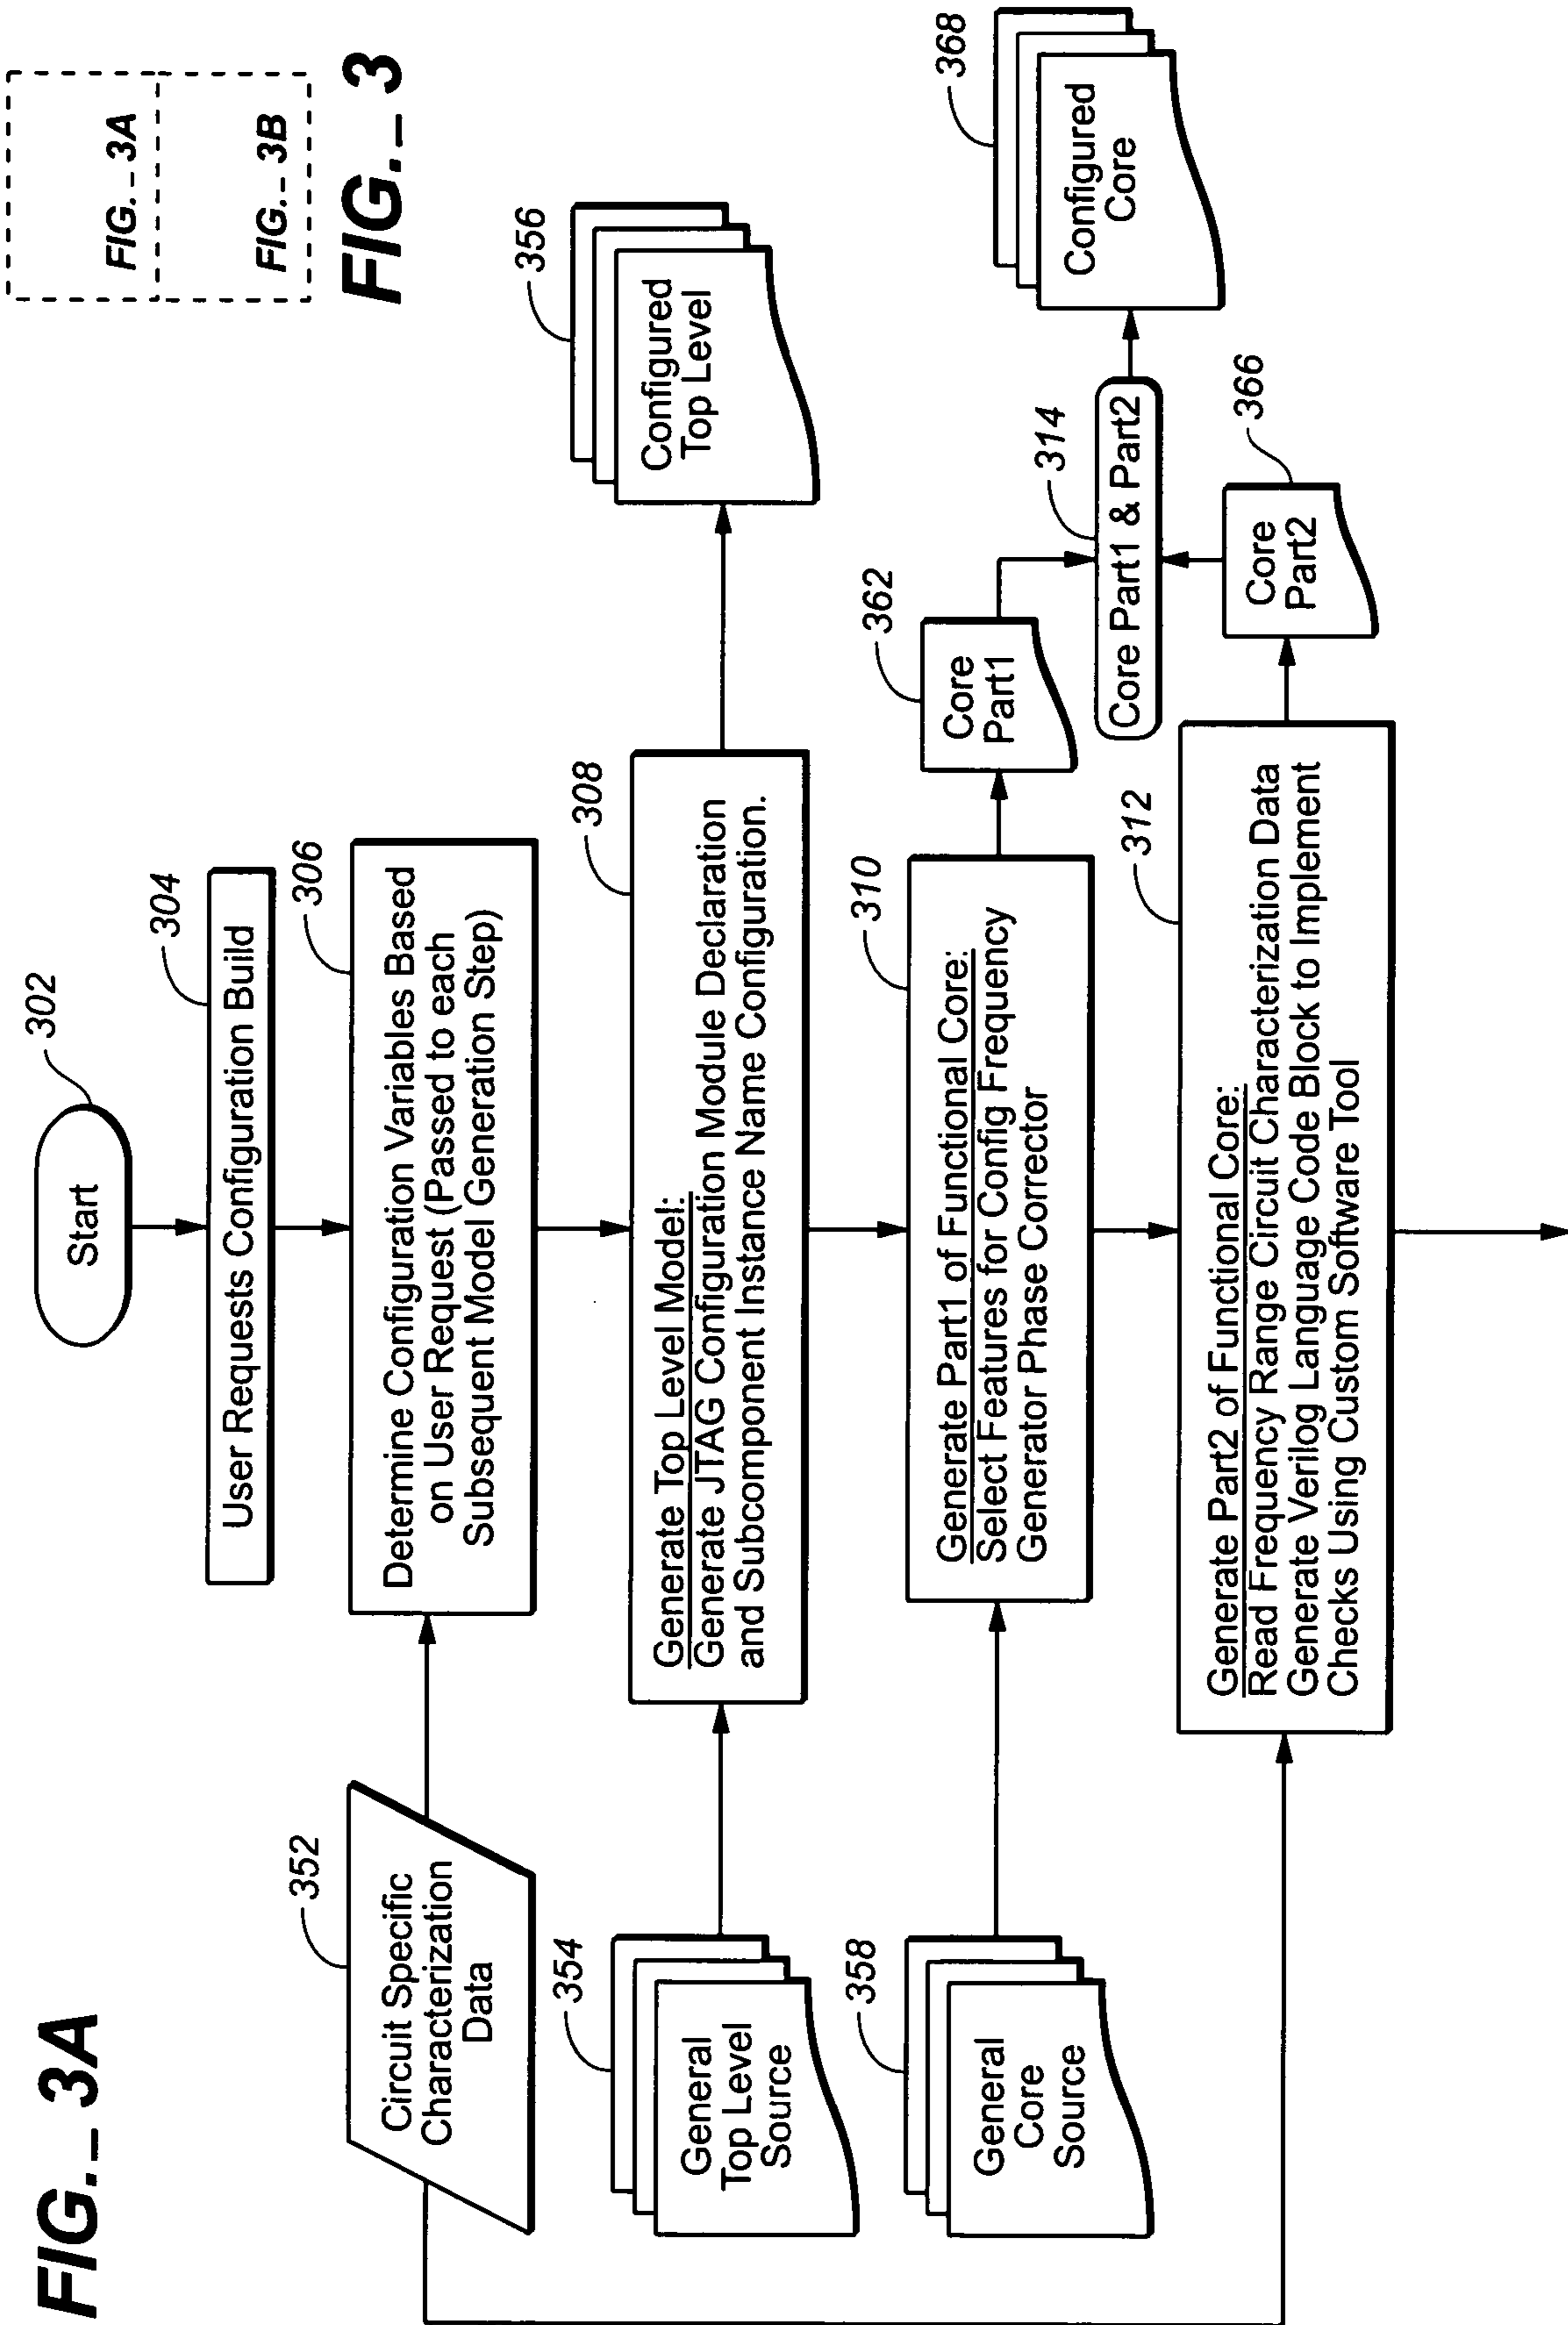 FIG._3A
FIG._3A
FIG._3B
FIG._3
Start
302
User Requests Configuration Build
304
Circuit Specific
Characterization
Data
352
Determine Configuration Variables Based
on User Request (Passed to each
Subsequent Model Generation Step)
306
General
Top Level
Source
354
Generate Top Level Model:
Generate JTAG Configuration Module Declaration
and Subcomponent Instance Name Configuration.
308
Configured
Top Level
356
General
Core
Source
358
Generate Part1 of Functional Core:
Select Features for Config Frequency
Generator Phase Corrector
310
Core
Part1
362
Core Part1 & Part2
314
Configured
Core
368
Generate Part2 of Functional Core:
Read Frequency Range Circuit Characterization Data
Generate Verilog Language Code Block to Implement
Checks Using Custom Software Tool
312
Core
Part2
366